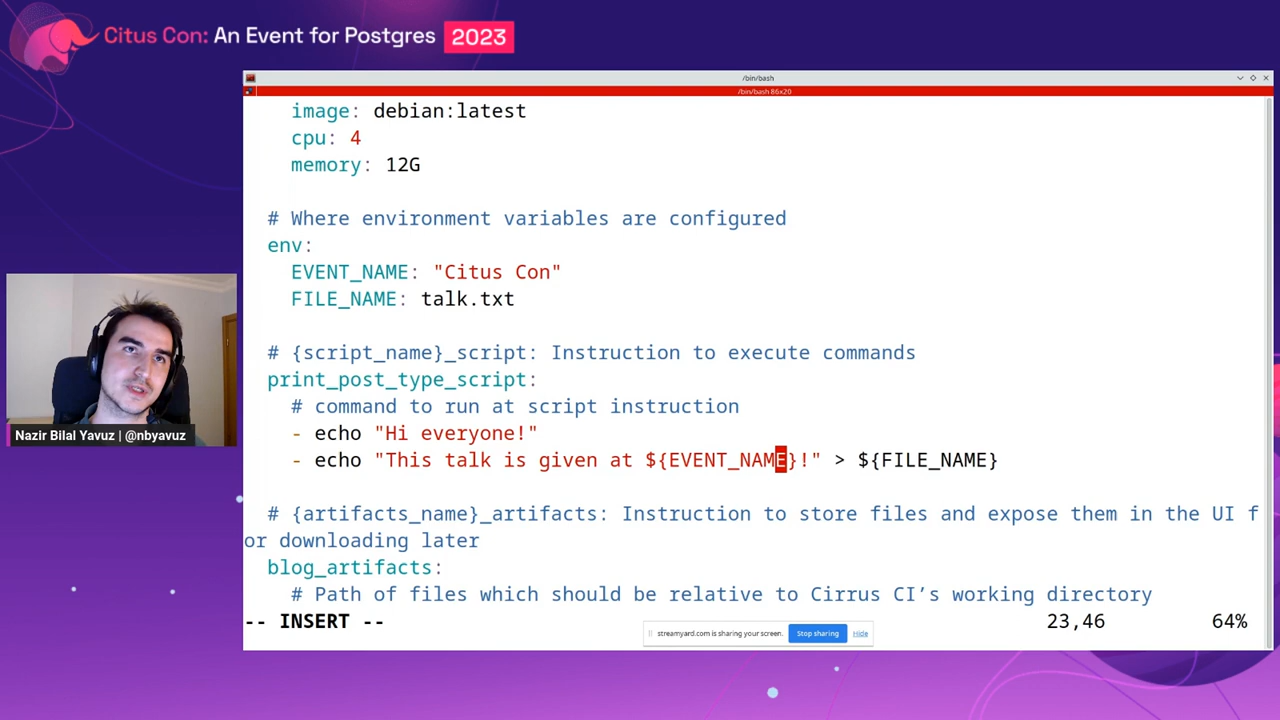 Citus Con: An Event for Postgres 2023
/bin/bash
/bin/bash 86x20
image: debian:latest
cpu: 4
memory: 12G
# Where environment variables are configured
env:
EVENT_NAME: "Citus Con"
FILE_NAME: talk.txt
# {script_name}_script: Instruction to execute commands
print_post_type_script:
# command to run at script instruction
- echo "Hi everyone!"
- echo "This talk is given at ${EVENT_NAME}!" > ${FILE_NAME}
# {artifacts_name}_artifacts: Instruction to store files and expose them in the UI f
or downloading later
blog_artifacts:
# Path of files which should be relative to Cirrus CI’s working directory
-- INSERT -- 23,46 64%
streamyard.com is sharing your screen. Stop sharing Hide
Nazir Bilal Yavuz | @nbyavuz